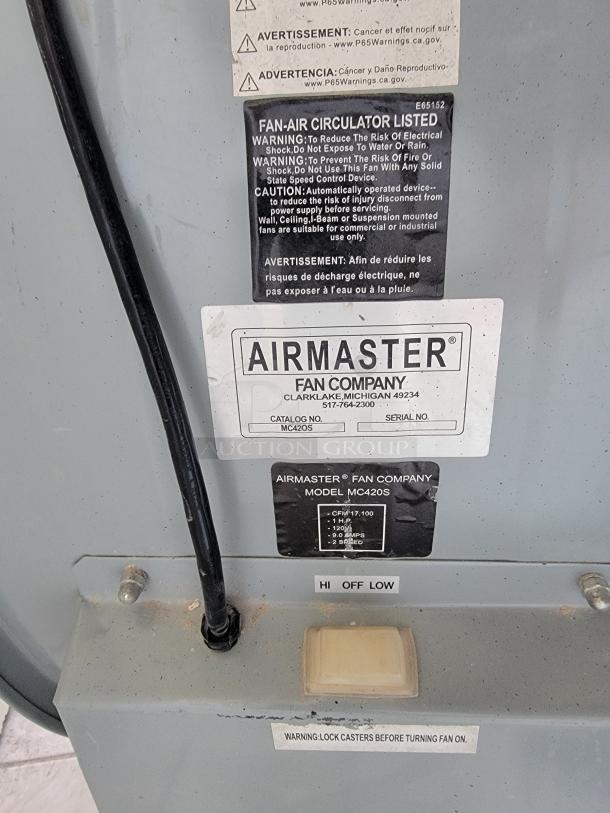 www.P65Warnings.ca.gov.
AVERTISSEMENT: Cancer et effet nopif sur
la reproduction - www.P65Warnings.ca.gov.
ADVERTENCIA: Cáncer y Daño Reproductivo-
www.P65Warnings.ca.gov.
E65152
FAN-AIR CIRCULATOR LISTED
WARNING: To Reduce The Risk Of Electrical
Shock,Do Not Expose To Water Or Rain.
WARNING: To Prevent The Risk Of Fire Or
Shock,Do Not Use This Fan With Any Solid
State Speed Control Device.
CAUTION: Automatically operated device--
to reduce the risk of injury disconnect from
power supply before servicing.
Wall, Ceiling,I-Beam or Suspension mounted
fans are suitable for commercial or industrial
use only.
AVERTISSEMENT: Afin de réduire les
risques de décharge électrique, ne
pas exposer à l'eau ou à la pluie.
AIRMASTER®
FAN COMPANY
CLARKLAKE,MICHIGAN 49234
517-764-2300
CATALOG NO. SERIAL NO.
MC420S
AUCTION GROUP
AIRMASTER® FAN COMPANY
MODEL MC420S
- CFM 17,100
- 1 H.P.
- 120V
- 9.0 AMPS
- 2 SPEED
HI OFF LOW
WARNING:LOCK CASTERS BEFORE TURNING FAN ON.